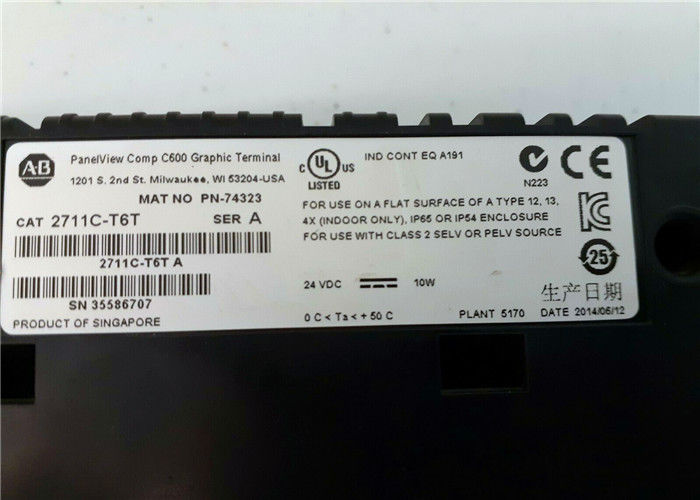 A-B
PanelView Comp C600 Graphic Terminal
1201 S. 2nd St. Milwaukee, WI 53204-USA
MAT NO PN-74323
CAT 2711C-T6T SER A
2711C-T6T A
SN 35586707
PRODUCT OF SINGAPORE
C UL US
LISTED
IND CONT EQ A191
N223
FOR USE ON A FLAT SURFACE OF A TYPE 12, 13,
4X (INDOOR ONLY), IP65 OR IP54 ENCLOSURE
FOR USE WITH CLASS 2 SELV OR PELV SOURCE
25
24 VDC 10W
0 C < Ta < + 50 C
生产日期
PLANT 5170 DATE 2014/06/12